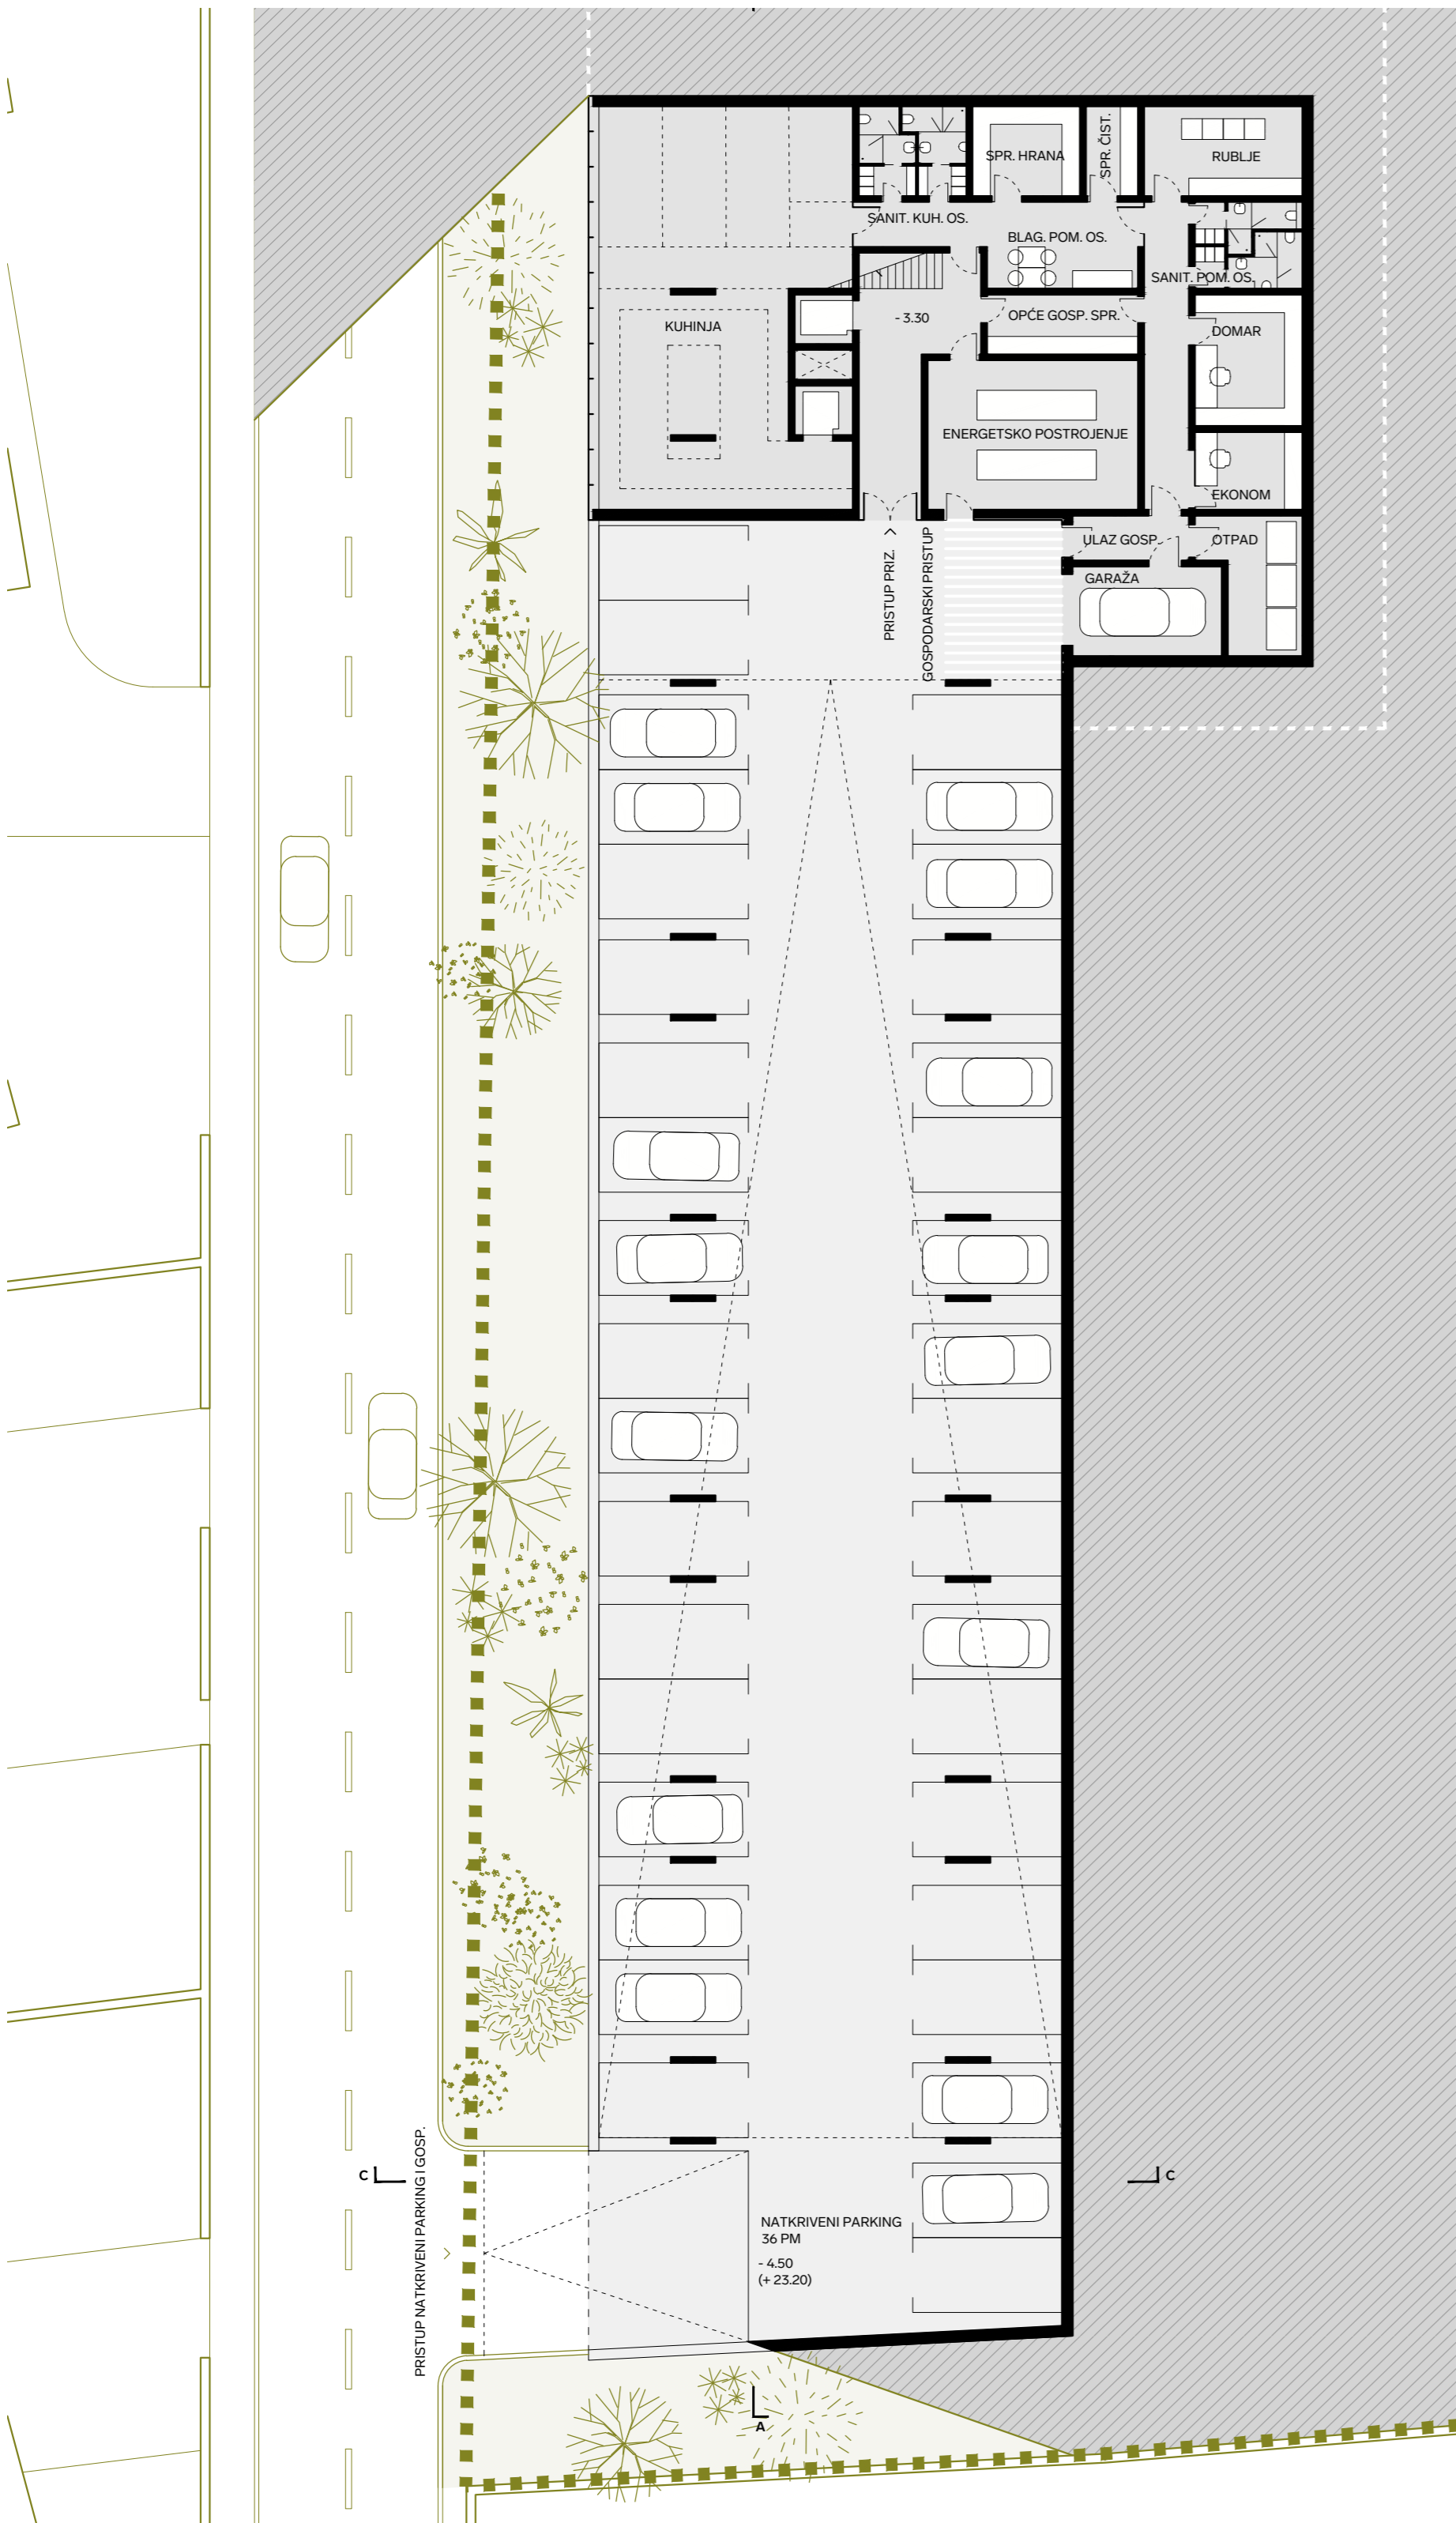 SPR. HRANA
SPR. ČIST.
RUBLJE
SANIT. KUH. OS.
BLAG. POM. OS.
SANIT. POM. OS.
KUHINJA
- 3.30
OPĆE GOSP. SPR.
DOMAR
ENERGETSKO POSTROJENJE
EKONOM
PRISTUP PRIZ.
GOSPODARSKI PRISTUP
ULAZ GOSP.
OTPAD
GARAŽA
PRISTUP NATKRIVENI PARKING I GOSP.
C
C
NATKRIVENI PARKING
36 PM
- 4.50
(+ 23.20)
A